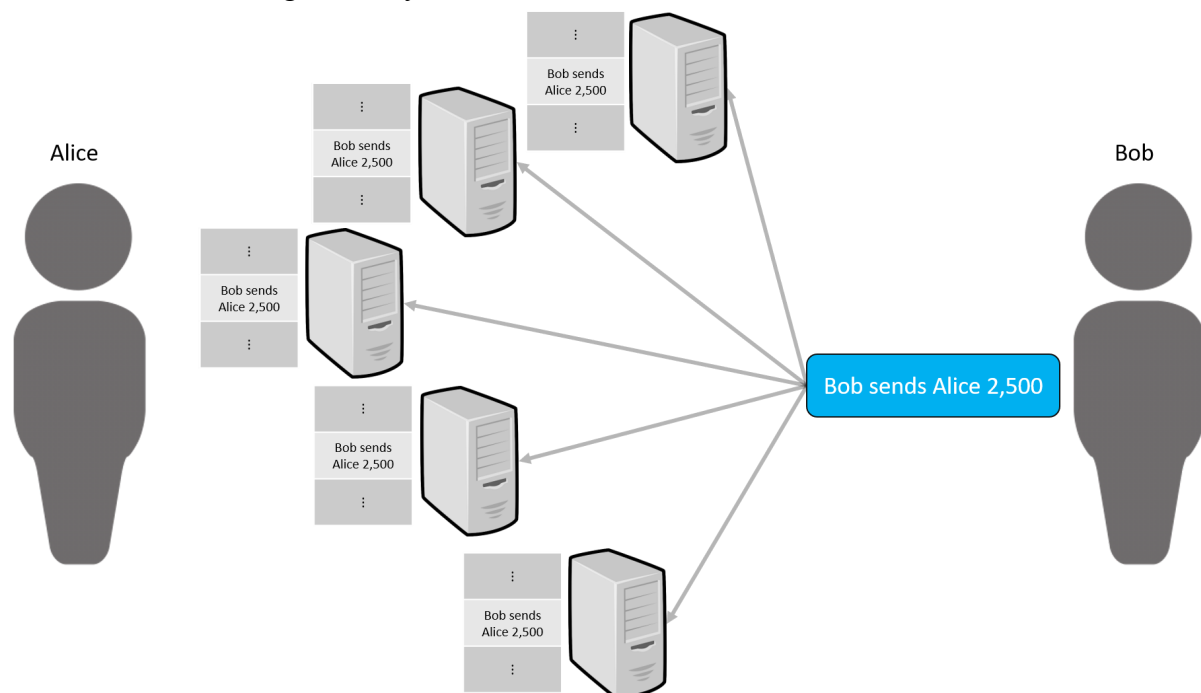 ⋮
Bob sends
Alice 2,500
⋮
⋮
Bob sends
Alice 2,500
⋮
Alice
Bob
⋮
Bob sends
Alice 2,500
⋮
Bob sends Alice 2,500
⋮
Bob sends
Alice 2,500
⋮
⋮
Bob sends
Alice 2,500
⋮